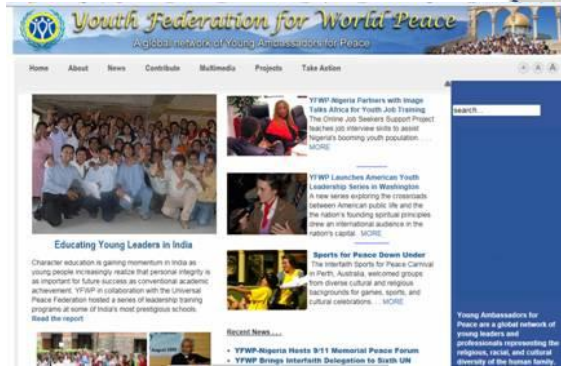 Youth Federation for World Peace
A global network of Young Ambassadors for Peace
Home About News Contribute Multimedia Projects Take Action
A A
search...
Educating Young Leaders in India
Character education is gaining momentum in India as
young people increasingly realize that personal integrity is
as important for future success as conventional academic
achievement. YFWP in collaboration with the Universal
Peace Federation hosted a series of leadership training
programs at some of India's most prestigious schools.
Read the report
YFWP-Nigeria Partners with Image
Talks Africa for Youth Job Training
The Online Job Seekers Support Project
teaches job interview skills to assist
Nigeria's booming youth population . . . .
MORE
YFWP Launches American Youth
Leadership Series in Washington
A new series exploring the crossroads
between American public life and the
the nation's founding spiritual principles
drew an international audience in the
nation's capital. . MORE
Sports for Peace Down Under
The Interfaith Sports for Peace Carnival
in Perth, Australia, welcomed groups
from diverse cultural and religious
backgrounds for games, sports, and
cultural celebrations. . . . MORE
Recent News . . .
• YFWP-Nigeria Hosts 9/11 Memorial Peace Forum
• YFWP Brings Interfaith Delegation to Sixth UN
Young Ambassadors for
Peace are a global network of
young leaders and
professionals representing the
religious, racial, and cultural
diversity of the human family.